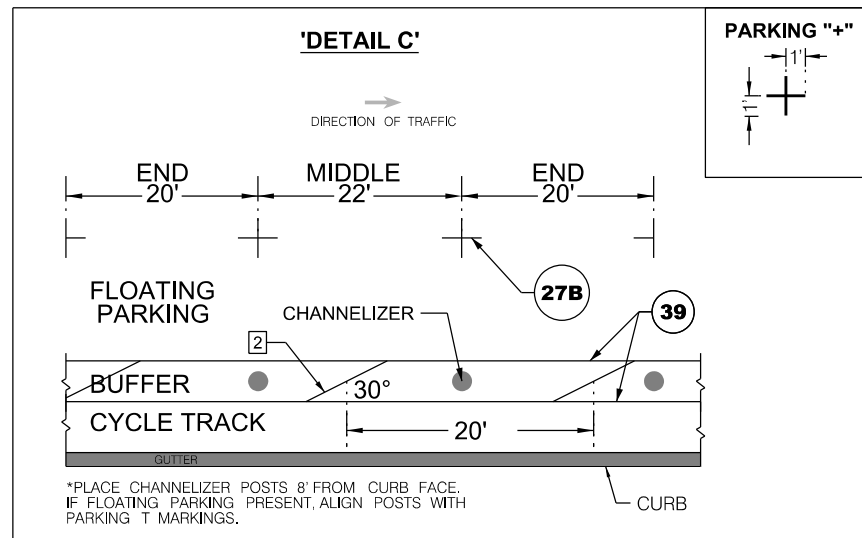 'DETAIL C'
PARKING "+"
1'
1'
DIRECTION OF TRAFFIC
END
MIDDLE
END
20'
22'
20'
27B
FLOATING
PARKING
CHANNELIZER
39
2
BUFFER
30°
CYCLE TRACK
20'
GUTTER
*PLACE CHANNELIZER POSTS 8' FROM CURB FACE.
IF FLOATING PARKING PRESENT, ALIGN POSTS WITH
PARKING T MARKINGS.
CURB